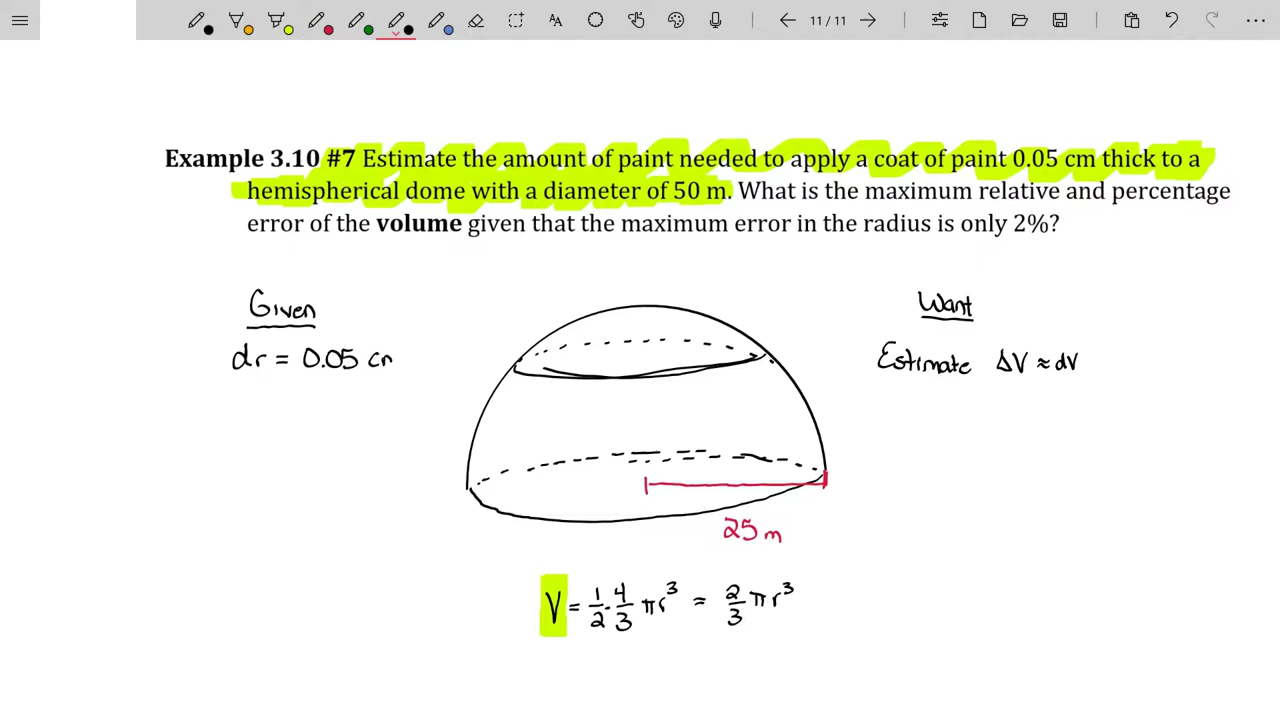 11 / 11
Example 3.10 #7 Estimate the amount of paint needed to apply a coat of paint 0.05 cm thick to a
hemispherical dome with a diameter of 50 m. What is the maximum relative and percentage
error of the volume given that the maximum error in the radius is only 2%?
Given
Want
dr = 0.05 cm
Estimate ΔV ≈ dV
25 m
V = 1/2 · 4/3 πr³ = 2/3 πr³